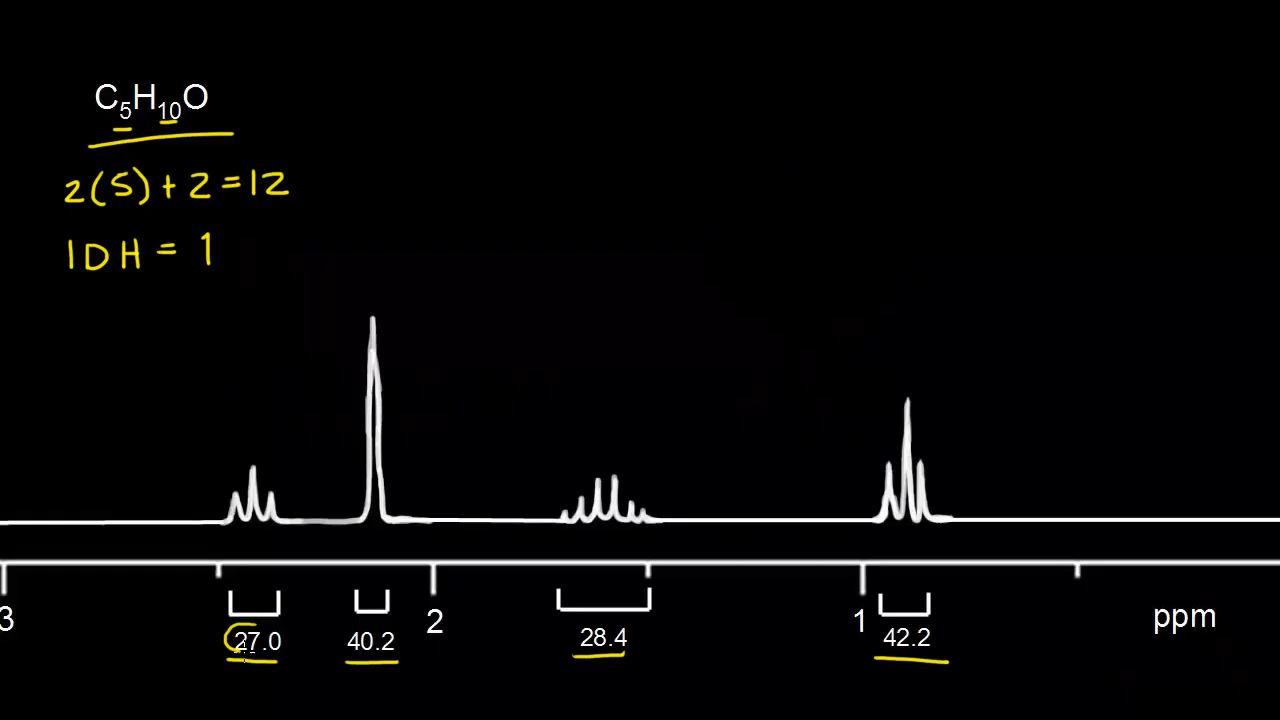 C₅H₁₀O
2(5)+2=12
IDH = 1
3 2 1 ppm
27.0 40.2 28.4 42.2